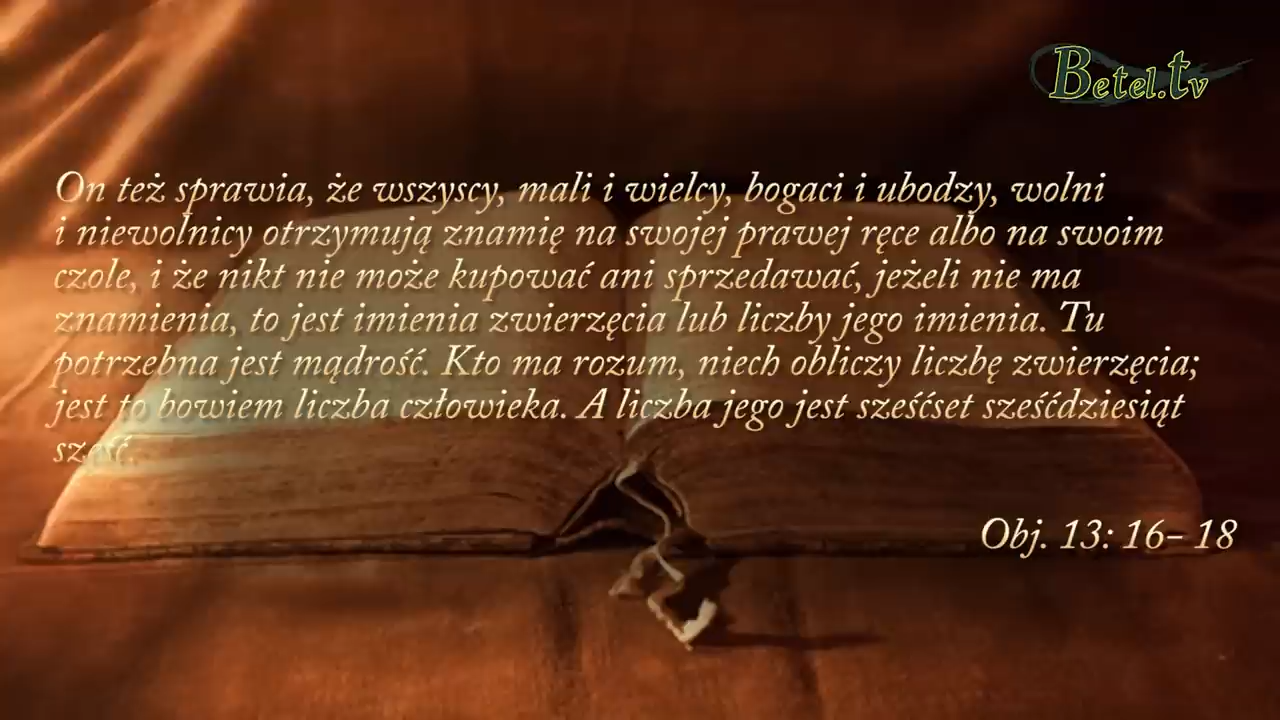 Betel.tv
On też sprawia, że wszyscy, mali i wielcy, bogaci i ubodzy, wolni
i niewolnicy otrzymują znamię na swojej prawej ręce albo na swoim
czole, i że nikt nie może kupować ani sprzedawać, jeżeli nie ma
znamienia, to jest imienia zwierzęcia lub liczby jego imienia. Tu
potrzebna jest mądrość. Kto ma rozum, niech obliczy liczbę zwierzęcia;
jest to bowiem liczba człowieka. A liczba jego jest sześćset sześćdziesiąt
sześć.
Obj. 13: 16– 18